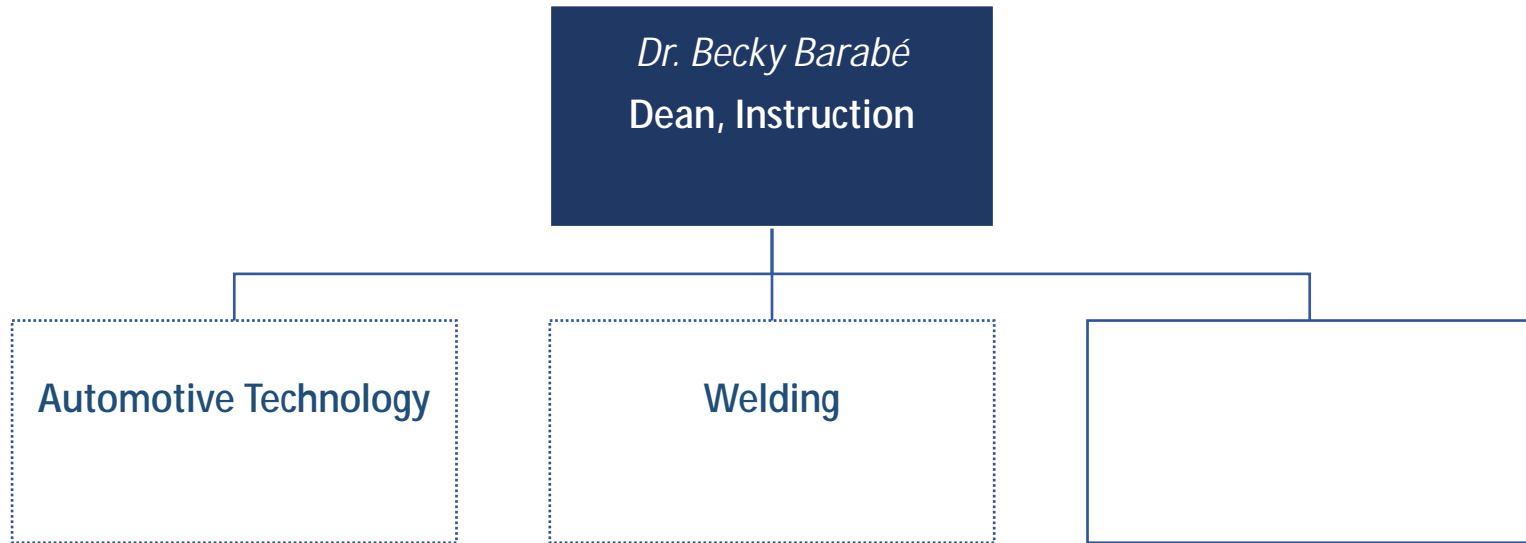 Dr. Becky Barabé
Dean, Instruction
Automotive Technology
Welding